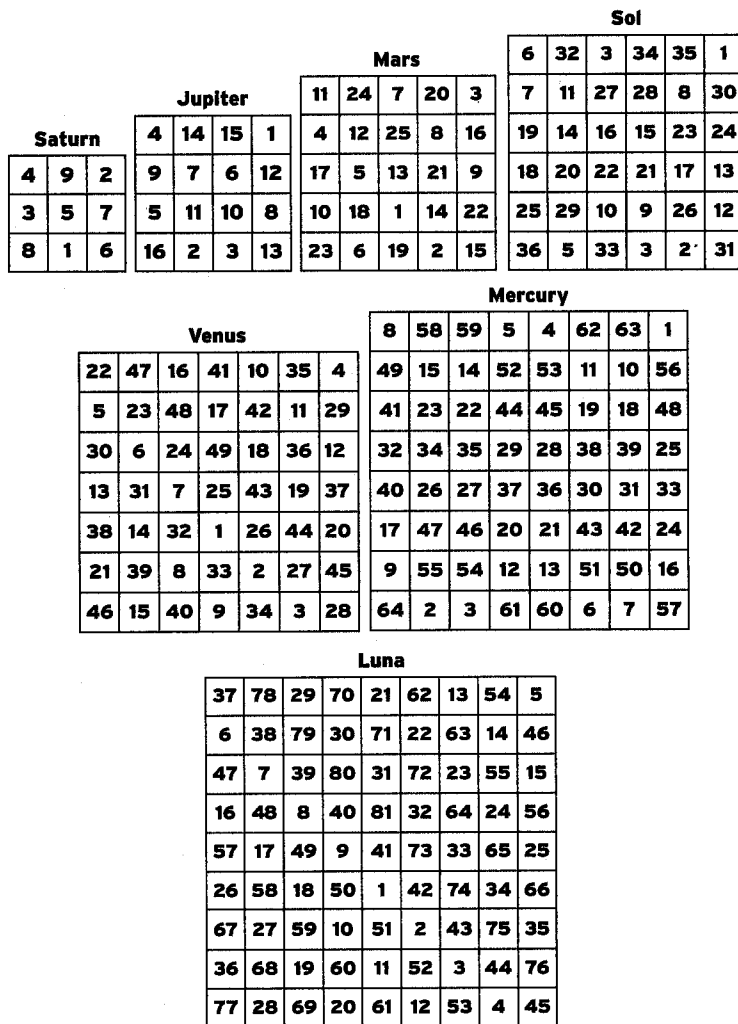 Saturn
4 9 2
3 5 7
8 1 6
Jupiter
4 14 15 1
9 7 6 12
5 11 10 8
16 2 3 13
Mars
11 24 7 20 3
4 12 25 8 16
17 5 13 21 9
10 18 1 14 22
23 6 19 2 15
Sol
6 32 3 34 35 1
7 11 27 28 8 30
19 14 16 15 23 24
18 20 22 21 17 13
25 29 10 9 26 12
36 5 33 3 2 31
Venus
22 47 16 41 10 35 4
5 23 48 17 42 11 29
30 6 24 49 18 36 12
13 31 7 25 43 19 37
38 14 32 1 26 44 20
21 39 8 33 2 27 45
46 15 40 9 34 3 28
Mercury
8 58 59 5 4 62 63 1
49 15 14 52 53 11 10 56
41 23 22 44 45 19 18 48
32 34 35 29 28 38 39 25
40 26 27 37 36 30 31 33
17 47 46 20 21 43 42 24
9 55 54 12 13 51 50 16
64 2 3 61 60 6 7 57
Luna
37 78 29 70 21 62 13 54 5
6 38 79 30 71 22 63 14 46
47 7 39 80 31 72 23 55 15
16 48 8 40 81 32 64 24 56
57 17 49 9 41 73 33 65 25
26 58 18 50 1 42 74 34 66
67 27 59 10 51 2 43 75 35
36 68 19 60 11 52 3 44 76
77 28 69 20 61 12 53 4 45